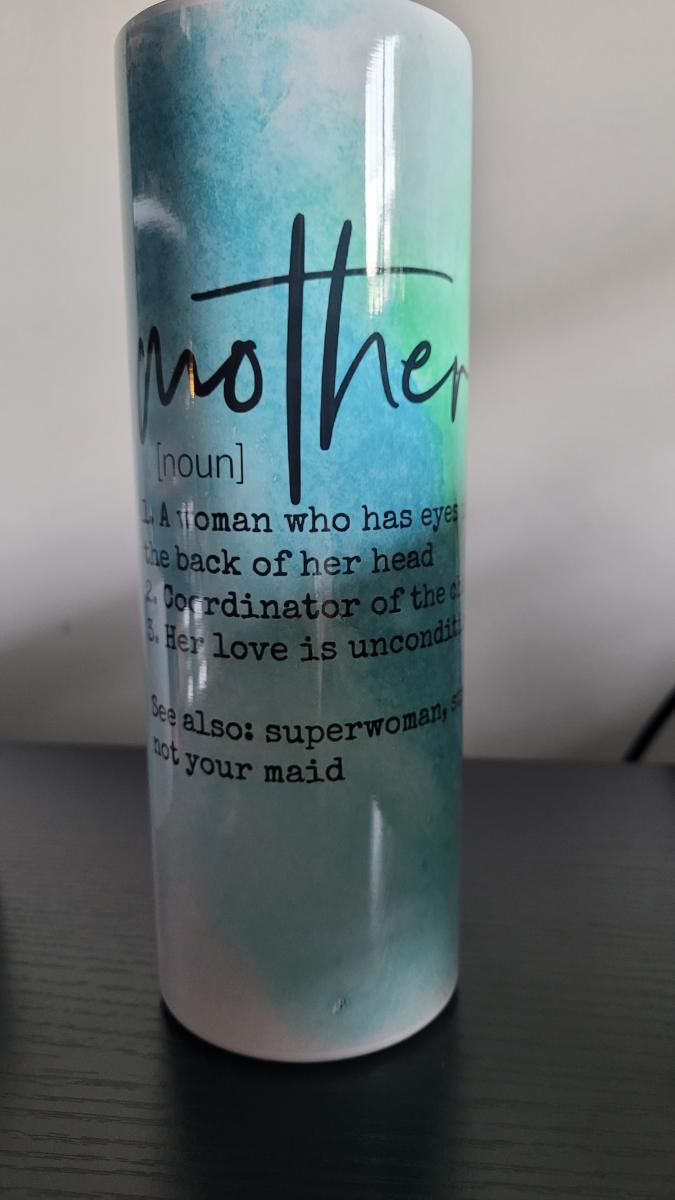 mother
[noun]
1. A woman who has eyes
the back of her head
2. Coordinator of the
3. Her love is
See also: superwoman,
not your maid